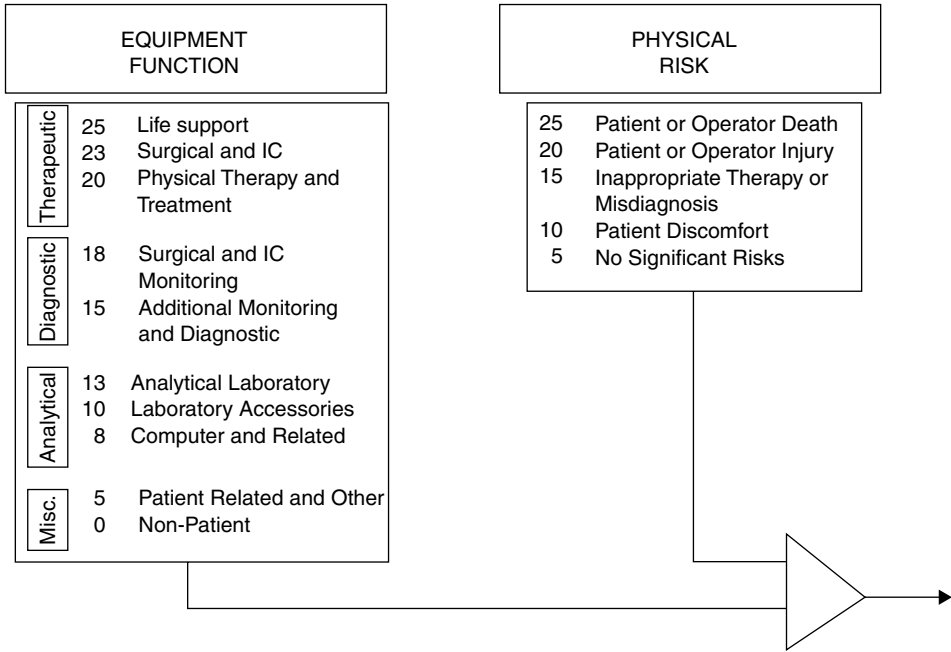 EQUIPMENT
FUNCTION
Therapeutic
25 Life support
23 Surgical and IC
20 Physical Therapy and
Treatment
Diagnostic
18 Surgical and IC
Monitoring
15 Additional Monitoring
and Diagnostic
Analytical
13 Analytical Laboratory
10 Laboratory Accessories
8 Computer and Related
Misc.
5 Patient Related and Other
0 Non-Patient
PHYSICAL
RISK
25 Patient or Operator Death
20 Patient or Operator Injury
15 Inappropriate Therapy or
Misdiagnosis
10 Patient Discomfort
5 No Significant Risks